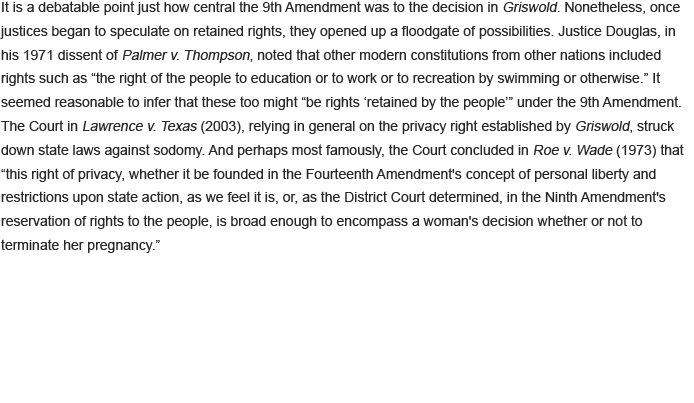 It is a debatable point just how central the 9th Amendment was to the decision in Griswold. Nonetheless, once
justices began to speculate on retained rights, they opened up a floodgate of possibilities. Justice Douglas, in
his 1971 dissent of Palmer v. Thompson, noted that other modern constitutions from other nations included
rights such as “the right of the people to education or to work or to recreation by swimming or otherwise.” It
seemed reasonable to infer that these too might “be rights ‘retained by the people’” under the 9th Amendment.
The Court in Lawrence v. Texas (2003), relying in general on the privacy right established by Griswold, struck
down state laws against sodomy. And perhaps most famously, the Court concluded in Roe v. Wade (1973) that
“this right of privacy, whether it be founded in the Fourteenth Amendment's concept of personal liberty and
restrictions upon state action, as we feel it is, or, as the District Court determined, in the Ninth Amendment's
reservation of rights to the people, is broad enough to encompass a woman's decision whether or not to
terminate her pregnancy.”